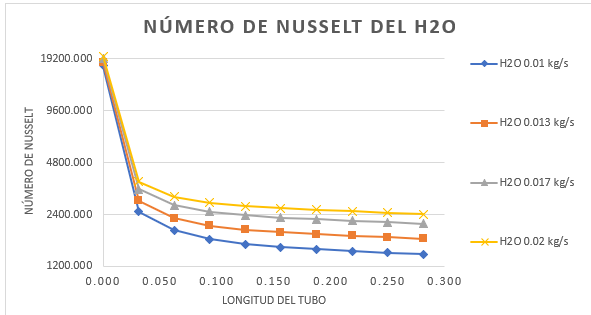 NÚMERO DE NUSSELT DEL H2O
NÚMERO DE NUSSELT
19200.000
9600.000
4800.000
2400.000
1200.000
0.000 0.050 0.100 0.150 0.200 0.250 0.300
LONGITUD DEL TUBO
H2O 0.01 kg/s
H2O 0.013 kg/s
H2O 0.017 kg/s
H2O 0.02 kg/s